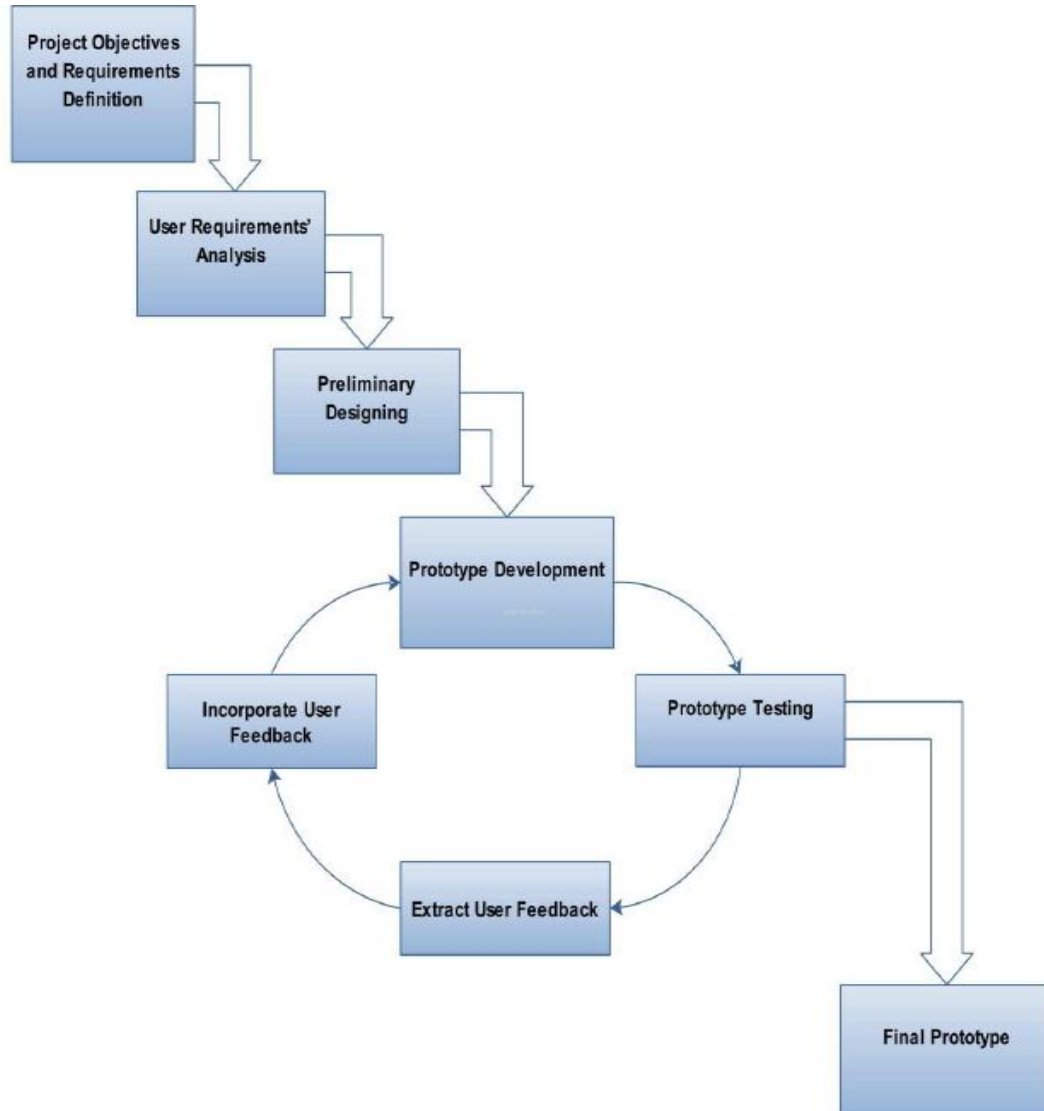 Project Objectives
and Requirements
Definition
User Requirements’
Analysis
Preliminary
Designing
Prototype Development
Incorporate User
Feedback
Prototype Testing
Extract User Feedback
Final Prototype